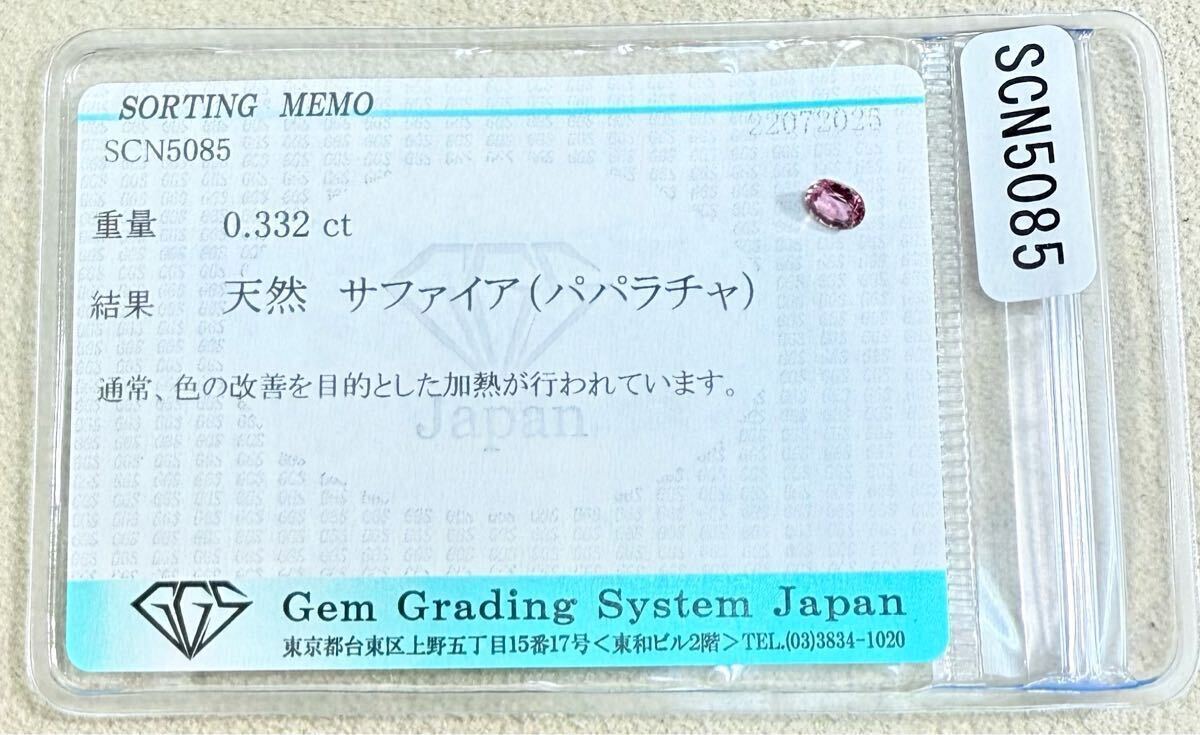 SORTING MEMO
22072025
SCN5085
重量 0.332 ct
結果 天然 サファイア(パパラチャ)
通常、色の改善を目的とした加熱が行われています。
Japan
GGS
Gem Grading System Japan
東京都台東区上野五丁目15番17号<東和ビル2階>TEL.(03)3834-1020
SCN5085